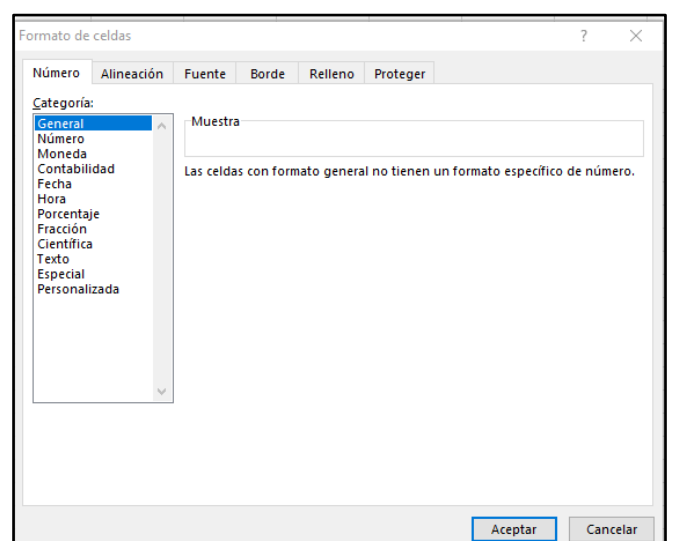 Formato de celdas ?
Número Alineación Fuente Borde Relleno Proteger
Categoría:
General
Número
Moneda
Contabilidad
Fecha
Hora
Porcentaje
Fracción
Científica
Texto
Especial
Personalizada
Muestra
Las celdas con formato general no tienen un formato específico de número.
Aceptar Cancelar